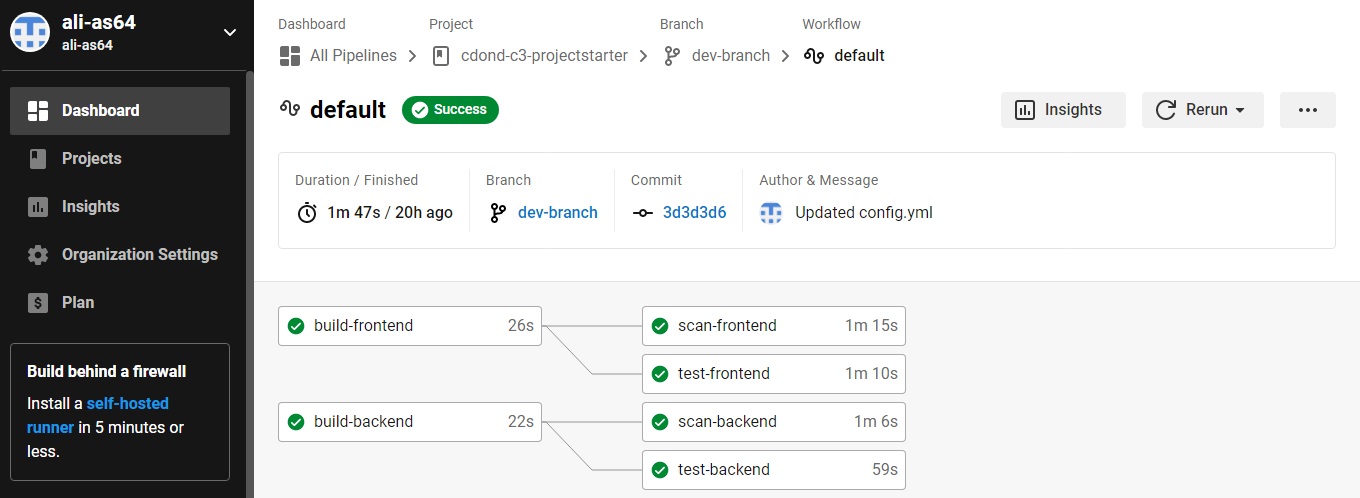 ali-as64
ali-as64
Dashboard
Projects
Insights
Organization Settings
Plan
Build behind a firewall
Install a self-hosted
runner in 5 minutes or
less.
Dashboard Project Branch Workflow
All Pipelines cdond-c3-projectstarter dev-branch default
default Success Insights Rerun ...
Duration / Finished Branch Commit Author & Message
1m 47s / 20h ago dev-branch 3d3d3d6 Updated config.yml
build-frontend 26s scan-frontend 1m 15s
test-frontend 1m 10s
build-backend 22s scan-backend 1m 6s
test-backend 59s